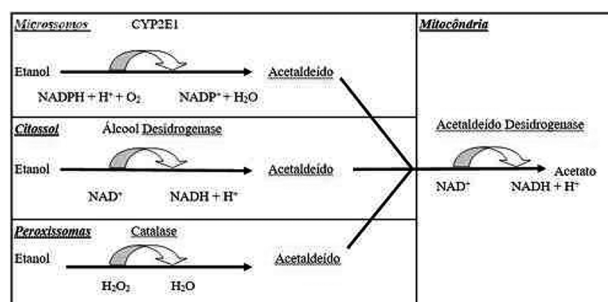 Microssomos CYP2E1
Etanol Acetaldeído
NADPH + H⁺ + O₂ NADP⁺ + H₂O
Citossol Álcool Desidrogenase
Etanol Acetaldeído
NAD⁺ NADH + H⁺
Peroxissomas Catalase
Etanol Acetaldeído
H₂O₂ H₂O
Mitocôndria
Acetaldeído Desidrogenase
Acetato
NAD⁺ NADH + H⁺